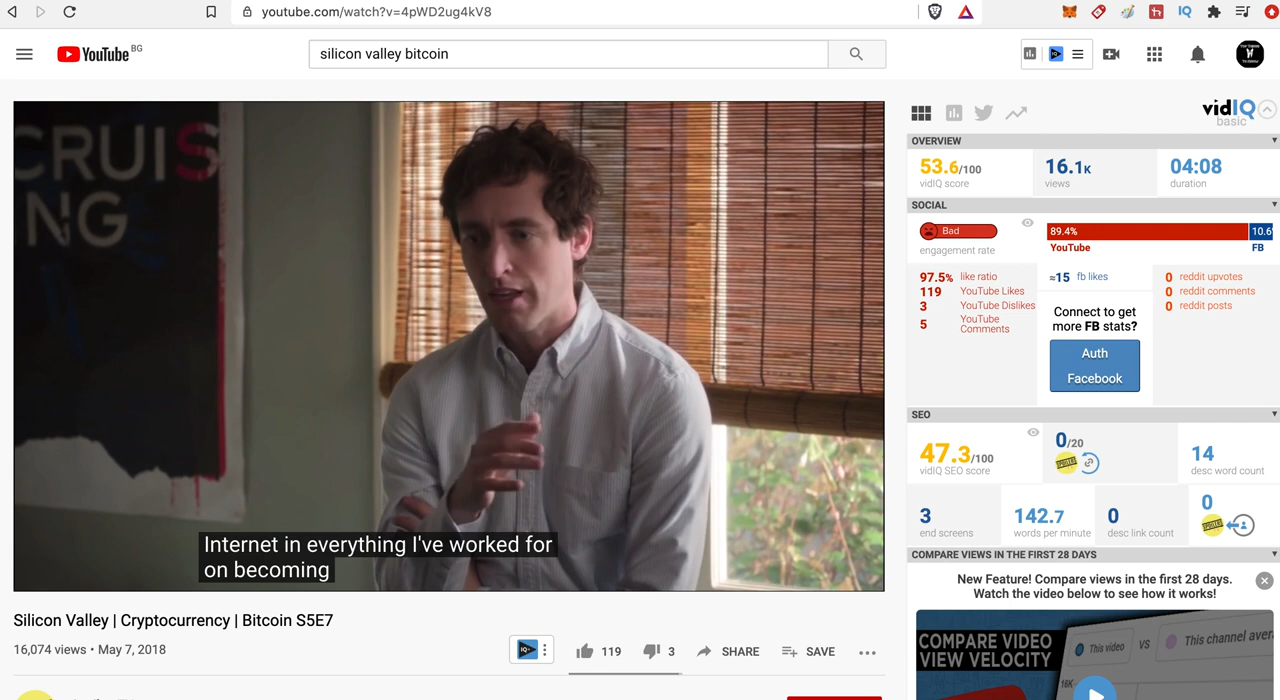 youtube.com/watch?v=4pWD2ug4kV8
YouTube BG
silicon valley bitcoin
CRUIS
NG
Internet in everything I've worked for
on becoming
Silicon Valley | Cryptocurrency | Bitcoin S5E7
16,074 views • May 7, 2018
119
3
SHARE
SAVE
vidIQ
basic
OVERVIEW
53.6/100
vidIQ score
16.1K
views
04:08
duration
SOCIAL
Bad
engagement rate
89.4%
10.6
YouTube
FB
97.5% like ratio
119 YouTube Likes
3 YouTube Dislikes
5 YouTube
Comments
≈15 fb likes
Connect to get
more FB stats?
Auth
Facebook
0 reddit upvotes
0 reddit comments
0 reddit posts
SEO
47.3/100
vidIQ SEO score
0/20
14
desc word count
3
end screens
142.7
words per minute
0
desc link count
0
COMPARE VIEWS IN THE FIRST 28 DAYS
New Feature! Compare views in the first 28 days.
Watch the video below to see how it works!
COMPARE VIDEO
VIEW VELOCITY
This video
VS
This channel avera
16K